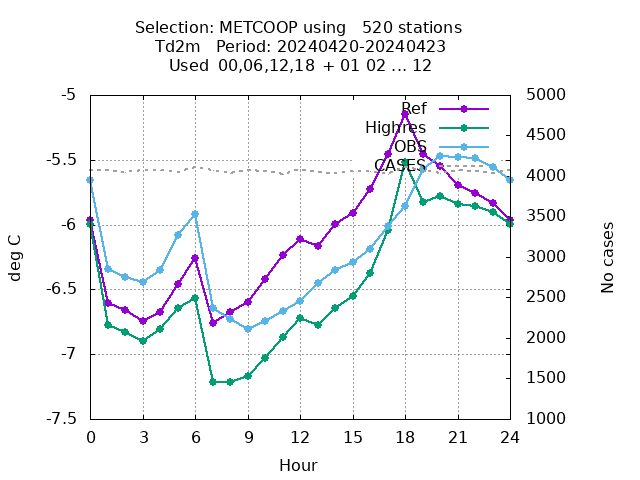 Selection: METCOOP using 520 stations
Td2m Period: 20240420-20240423
Used 00,06,12,18 + 01 02 ... 12
-5
-5.5
-6
-6.5
-7
-7.5
deg C
Ref
Highres
OBS
CASES
5000
4500
4000
3500
3000
2500
2000
1500
1000
No cases
0 3 6 9 12 15 18 21 24
Hour